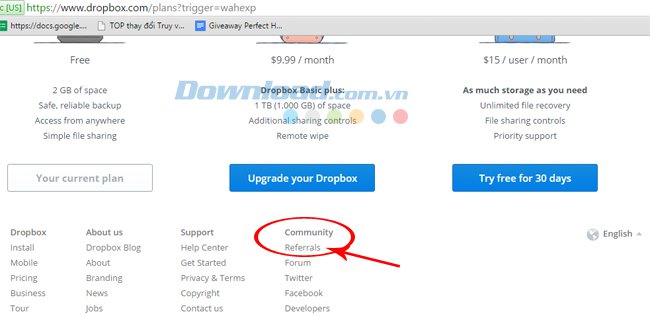 [US] https://www.dropbox.com/plans?trigger=wahexp
https://docs.google.... TOP thay đổi Truy v... Giveaway Perfect H...
Free
2 GB of space
Safe, reliable backup
Access from anywhere
Simple file sharing
Your current plan
$9.99 / month
Dropbox Basic plus:
1 TB (1,000 GB) of space
Additional sharing controls
Remote wipe
Upgrade your Dropbox
$15 / user / month
As much storage as you need
Unlimited file recovery
File sharing controls
Priority support
Try free for 30 days
Download.com.vn
Dropbox
Install
Mobile
Pricing
Business
Tour
About us
Dropbox Blog
About
Branding
News
Jobs
Support
Help Center
Get Started
Privacy & Terms
Copyright
Contact us
Community
Referrals
Forum
Twitter
Facebook
Developers
English